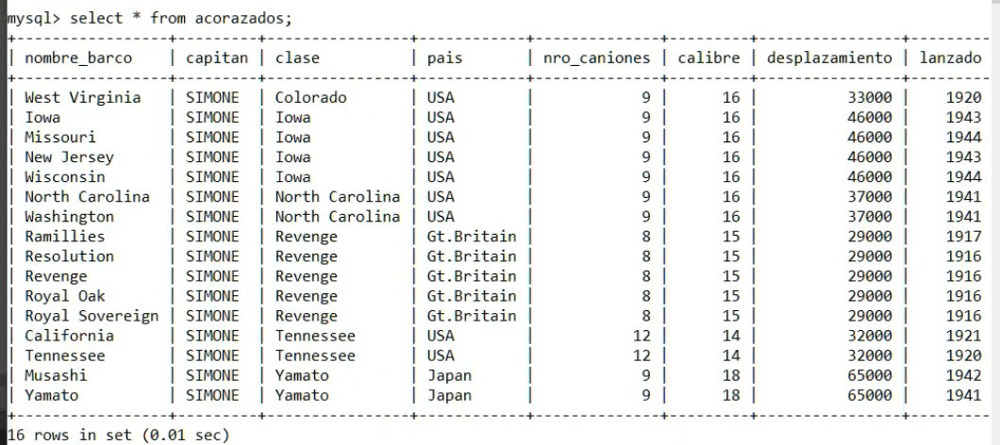 mysql> select * from acorazados;
+----------------+---------+----------------+------------+--------------+---------+----------------+---------
| nombre_barco | capitan | clase | pais | nro_caniones | calibre | desplazamiento | lanzado
+----------------+---------+----------------+------------+--------------+---------+----------------+---------
| West Virginia | SIMONE | Colorado | USA | 9 | 16 | 33000 | 1920
| Iowa | SIMONE | Iowa | USA | 9 | 16 | 46000 | 1943
| Missouri | SIMONE | Iowa | USA | 9 | 16 | 46000 | 1944
| New Jersey | SIMONE | Iowa | USA | 9 | 16 | 46000 | 1943
| Wisconsin | SIMONE | Iowa | USA | 9 | 16 | 46000 | 1944
| North Carolina | SIMONE | North Carolina | USA | 9 | 16 | 37000 | 1941
| Washington | SIMONE | North Carolina | USA | 9 | 16 | 37000 | 1941
| Ramillies | SIMONE | Revenge | Gt.Britain | 8 | 15 | 29000 | 1917
| Resolution | SIMONE | Revenge | Gt.Britain | 8 | 15 | 29000 | 1916
| Revenge | SIMONE | Revenge | Gt.Britain | 8 | 15 | 29000 | 1916
| Royal Oak | SIMONE | Revenge | Gt.Britain | 8 | 15 | 29000 | 1916
| Royal Sovereign | SIMONE | Revenge | Gt.Britain | 8 | 15 | 29000 | 1916
| California | SIMONE | Tennessee | USA | 12 | 14 | 32000 | 1921
| Tennessee | SIMONE | Tennessee | USA | 12 | 14 | 32000 | 1920
| Musashi | SIMONE | Yamato | Japan | 9 | 18 | 65000 | 1942
| Yamato | SIMONE | Yamato | Japan | 9 | 18 | 65000 | 1941
+----------------+---------+----------------+------------+--------------+---------+----------------+---------
16 rows in set (0.01 sec)